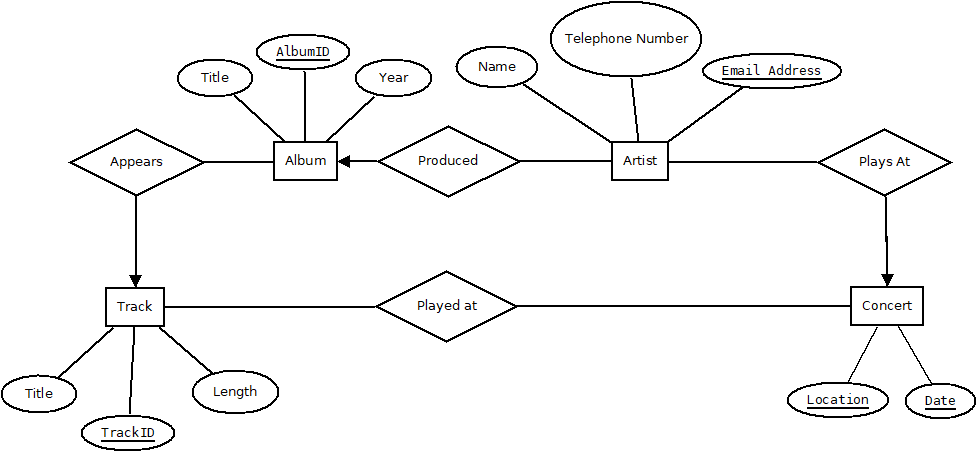 Telephone Number
AlbumID
Title
Year
Name
Email Address
Appears
Album
Produced
Artist
Plays At
Track
Played at
Concert
Title
Length
Location
Date
TrackID